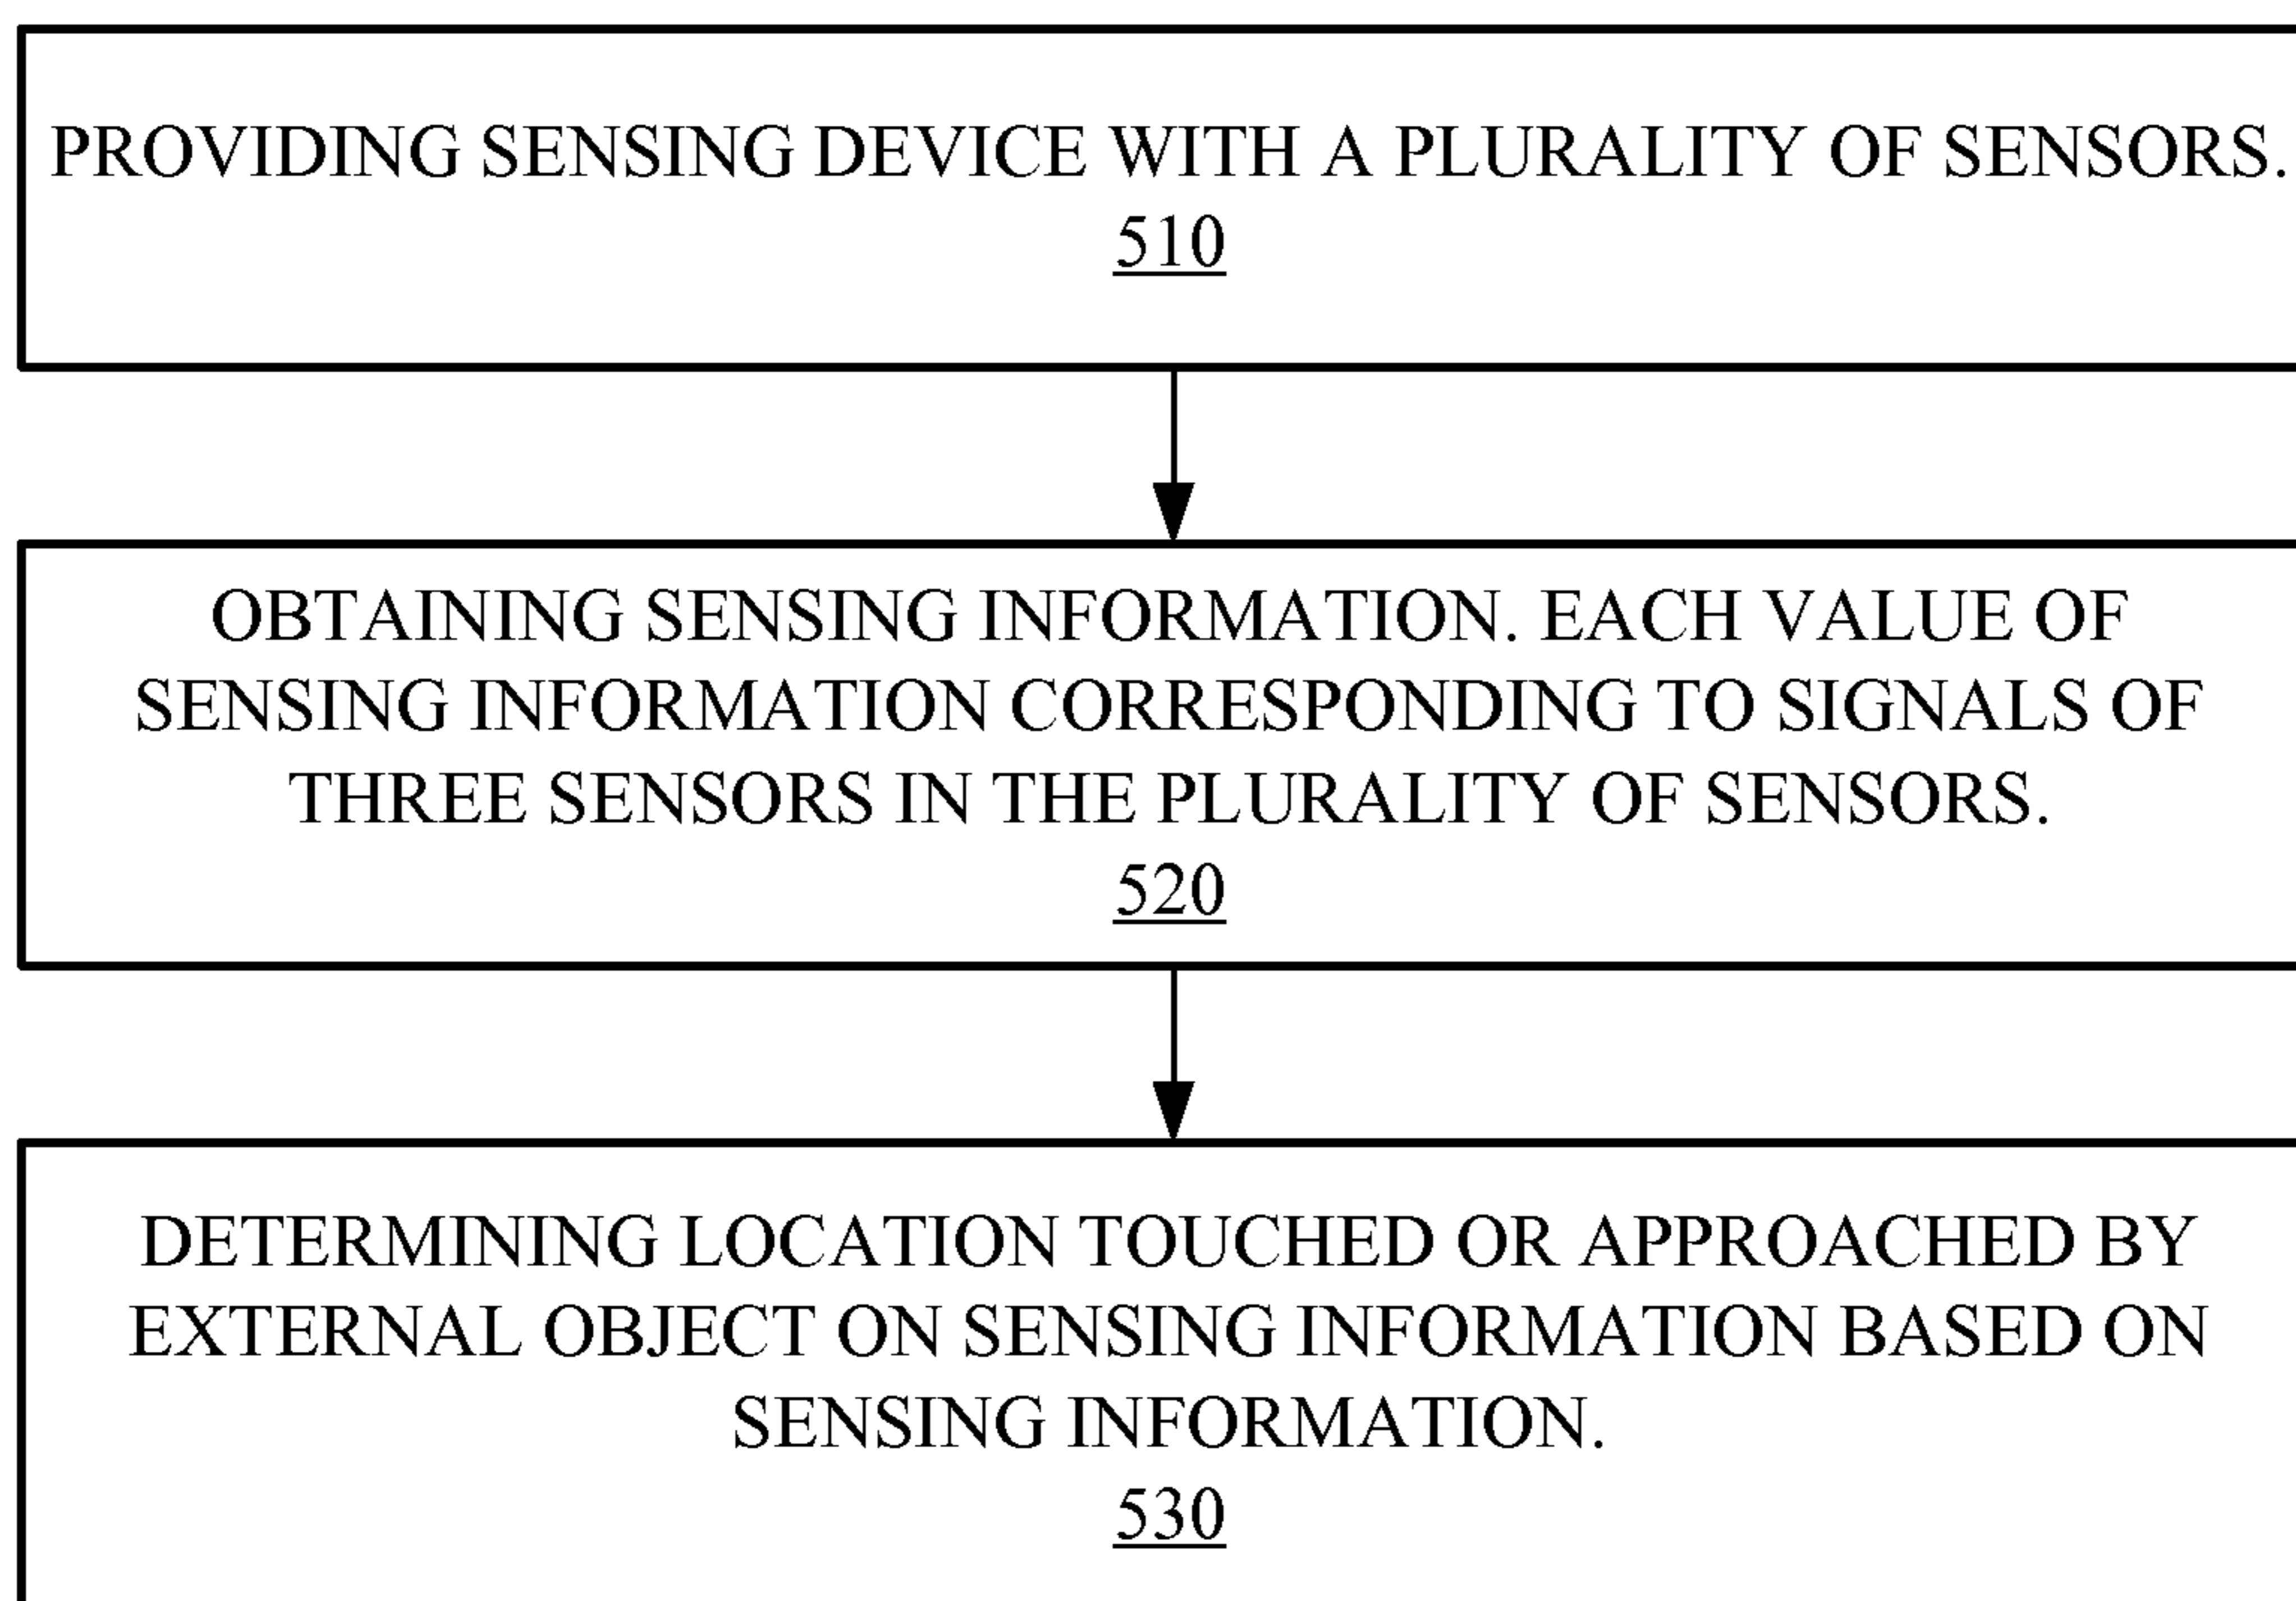 PROVIDING SENSING DEVICE WITH A PLURALITY OF SENSORS.
510
OBTAINING SENSING INFORMATION. EACH VALUE OF
SENSING INFORMATION CORRESPONDING TO SIGNALS OF
THREE SENSORS IN THE PLURALITY OF SENSORS.
520
DETERMINING LOCATION TOUCHED OR APPROACHED BY
EXTERNAL OBJECT ON SENSING INFORMATION BASED ON
SENSING INFORMATION.
530